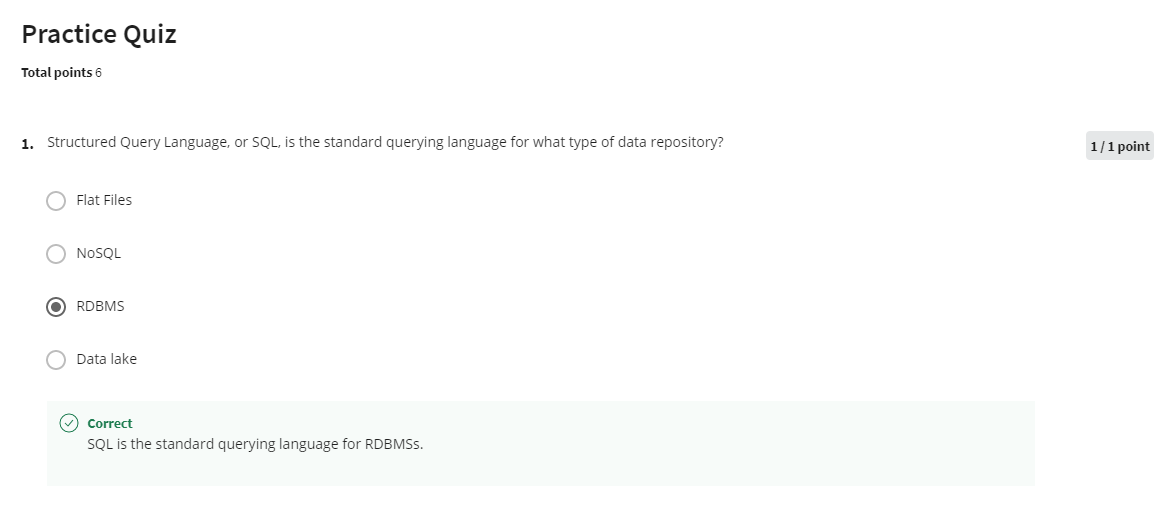 Practice Quiz
Total points 6
1. Structured Query Language, or SQL, is the standard querying language for what type of data repository?
1 / 1 point
Flat Files
NoSQL
RDBMS
Data lake
Correct
SQL is the standard querying language for RDBMSs.